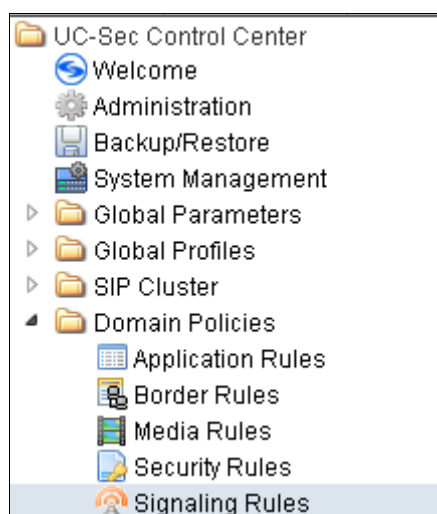 UC-Sec Control Center
Welcome
Administration
Backup/Restore
System Management
Global Parameters
Global Profiles
SIP Cluster
Domain Policies
Application Rules
Border Rules
Media Rules
Security Rules
Signaling Rules